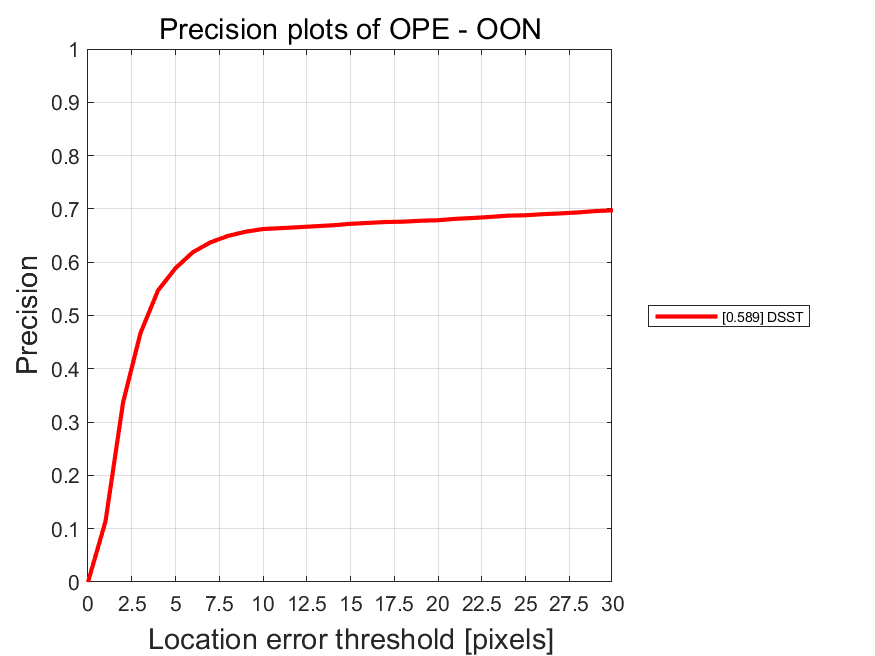 Precision plots of OPE - OON
1
0.9
0.8
0.7
0.6
0.5
0.4
0.3
0.2
0.1
0
Precision
[0.589] DSST
0 2.5 5 7.5 10 12.5 15 17.5 20 22.5 25 27.5 30
Location error threshold [pixels]